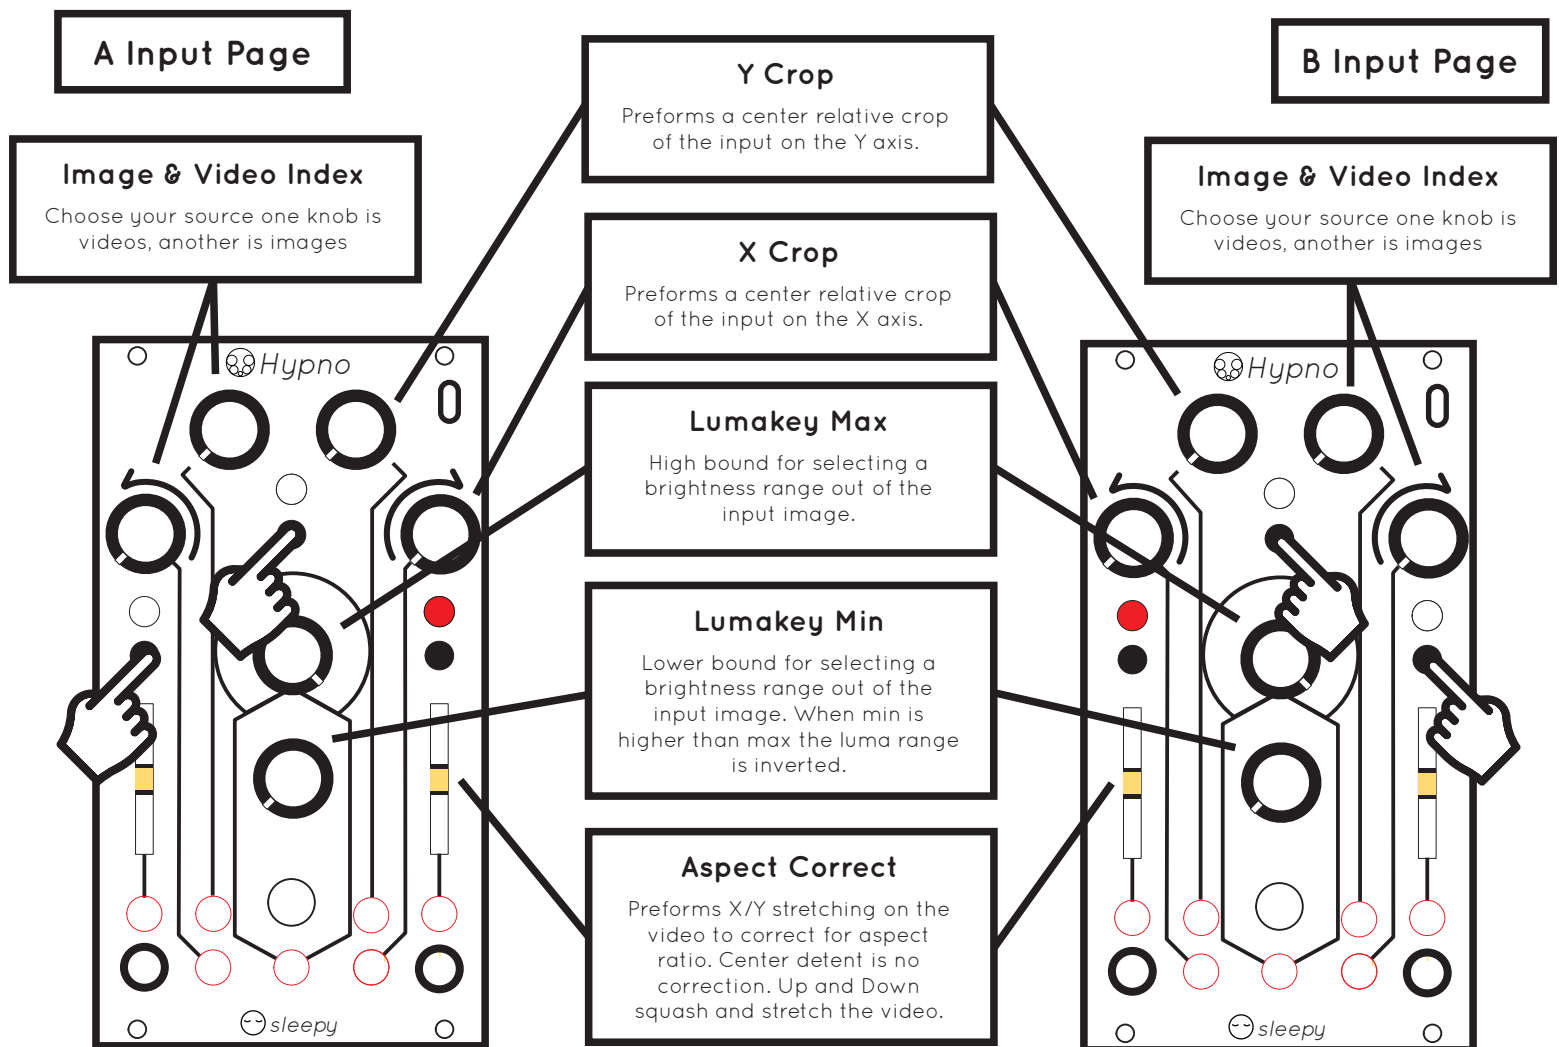 A Input Page
B Input Page
Image & Video Index
Choose your source one knob is
videos, another is images
Y Crop
Preforms a center relative crop
of the input on the Y axis.
X Crop
Preforms a center relative crop
of the input on the X axis.
Lumakey Max
High bound for selecting a
brightness range out of the
input image.
Lumakey Min
Lower bound for selecting a
brightness range out of the
input image. When min is
higher than max the luma range
is inverted.
Aspect Correct
Preforms X/Y stretching on the
video to correct for aspect
ratio. Center detent is no
correction. Up and Down
squash and stretch the video.
Image & Video Index
Choose your source one knob is
videos, another is images
Hypno
sleepy
Hypno
sleepy